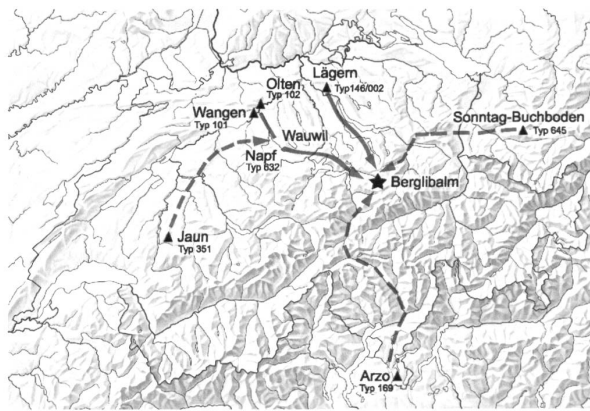 Olten
Typ 102
Wangen
Typ 101
Lägern
Typ146/002
Sonntag-Buchboden
Typ 645
Wauwil
Napf
Typ 632
Berglibalm
Jaun
Typ 351
Arzo
Typ 169